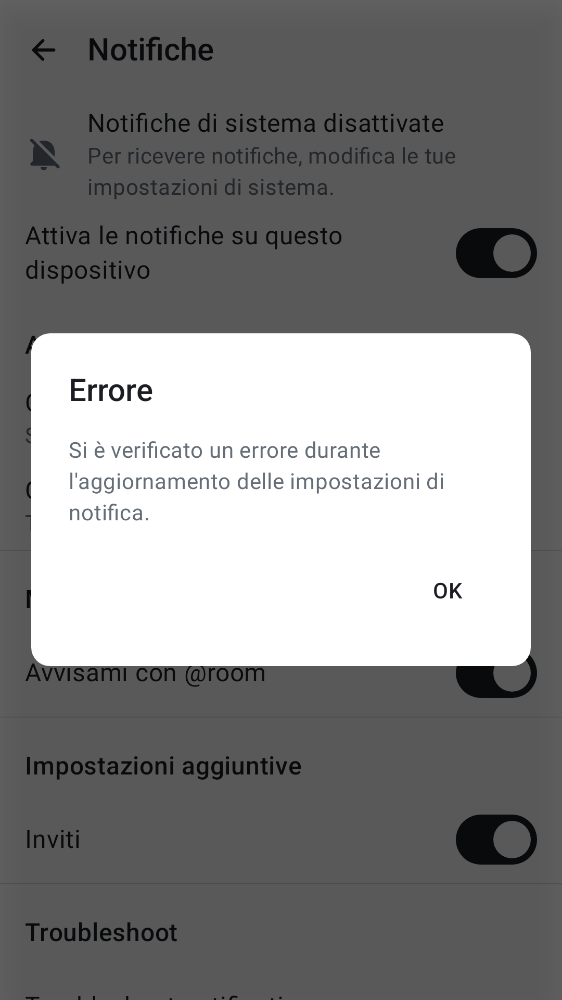 Notifiche
Notifiche di sistema disattivate
Per ricevere notifiche, modifica le tue
impostazioni di sistema.
Attiva le notifiche su questo
dispositivo
Errore
Si è verificato un errore durante
l'aggiornamento delle impostazioni di
notifica.
OK
Avvisami con @room
Impostazioni aggiuntive
Inviti
Troubleshoot